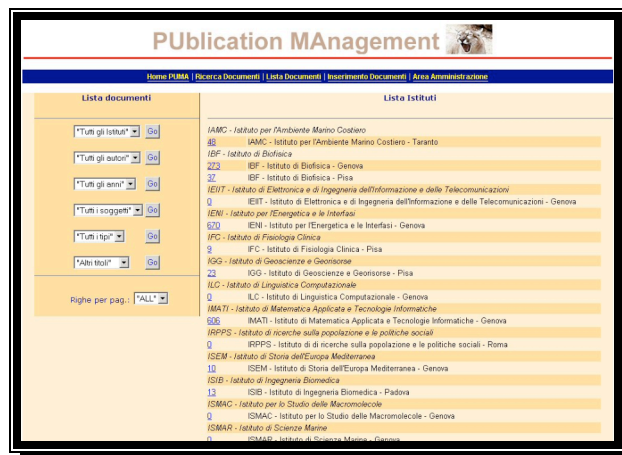 PUblication MAnagement
Home PUMA | Ricerca Documenti | Lista Documenti | Inserimento Documenti | Area Amministrazione
Lista documenti
"Tutti gli Istituti" Go
"Tutti gli autori" Go
"Tutti gli anni" Go
"Tutti i soggetti" Go
"Tutti i tipi" Go
"Altri titoli" Go
Righe per pag.: "ALL"
Lista Istituti
IAMC - Istituto per l'Ambiente Marino Costiero
48 IAMC - Istituto per l'Ambiente Marino Costiero - Taranto
IBF - Istituto di Biofisica
273 IBF - Istituto di Biofisica - Genova
37 IBF - Istituto di Biofisica - Pisa
IEIIT - Istituto di Elettronica e di Ingegneria dell'Informazione e delle Telecomunicazioni
0 IEIIT - Istituto di Elettronica e di Ingegneria dell'Informazione e delle Telecomunicazioni - Genova
IENI - Istituto per l'Energetica e le Interfasi
670 IENI - Istituto per l'Energetica e le Interfasi - Genova
IFC - Istituto di Fisiologia Clinica
9 IFC - Istituto di Fisiologia Clinica - Pisa
IGG - Istituto di Geoscienze e Georisorse
23 IGG - Istituto di Geoscienze e Georisorse - Pisa
ILC - Istituto di Linguistica Computazionale
0 ILC - Istituto di Linguistica Computazionale - Genova
IMATI - Istituto di Matematica Applicata e Tecnologie Informatiche
606 IMATI - Istituto di Matematica Applicata e Tecnologie Informatiche - Genova
IRPPS - Istituto di ricerche sulla popolazione e le politiche sociali
0 IRPPS - Istituto di di ricerche sulla popolazione e le politiche sociali - Roma
ISEM - Istituto di Storia dell'Europa Mediterranea
10 ISEM - Istituto di Storia dell'Europa Mediterranea - Genova
ISIB - Istituto di Ingegneria Biomedica
13 ISIB - Istituto di Ingegneria Biomedica - Padova
ISMAC - Istituto per lo Studio delle Macromolecole
0 ISMAC - Istituto per lo Studio delle Macromolecole - Genova
ISMAR - Istituto di Scienze Marine
0 ISMAR - Istituto di Scienze Marine - Genova